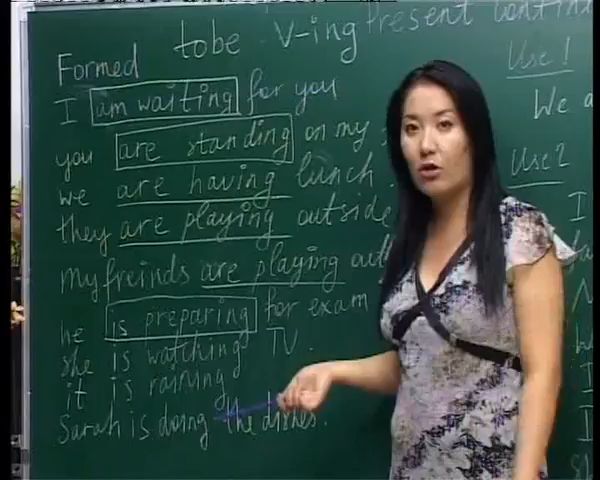 Formed tobe V-ing Present contin
I am waiting for you
you are standing on my
we are having lunch.
they are playing outside
my freinds are playing out
he is preparing for exam
she is watching TV.
it is raining
Sarah is doing the dishes.
Use 1
We a
Use 2
I